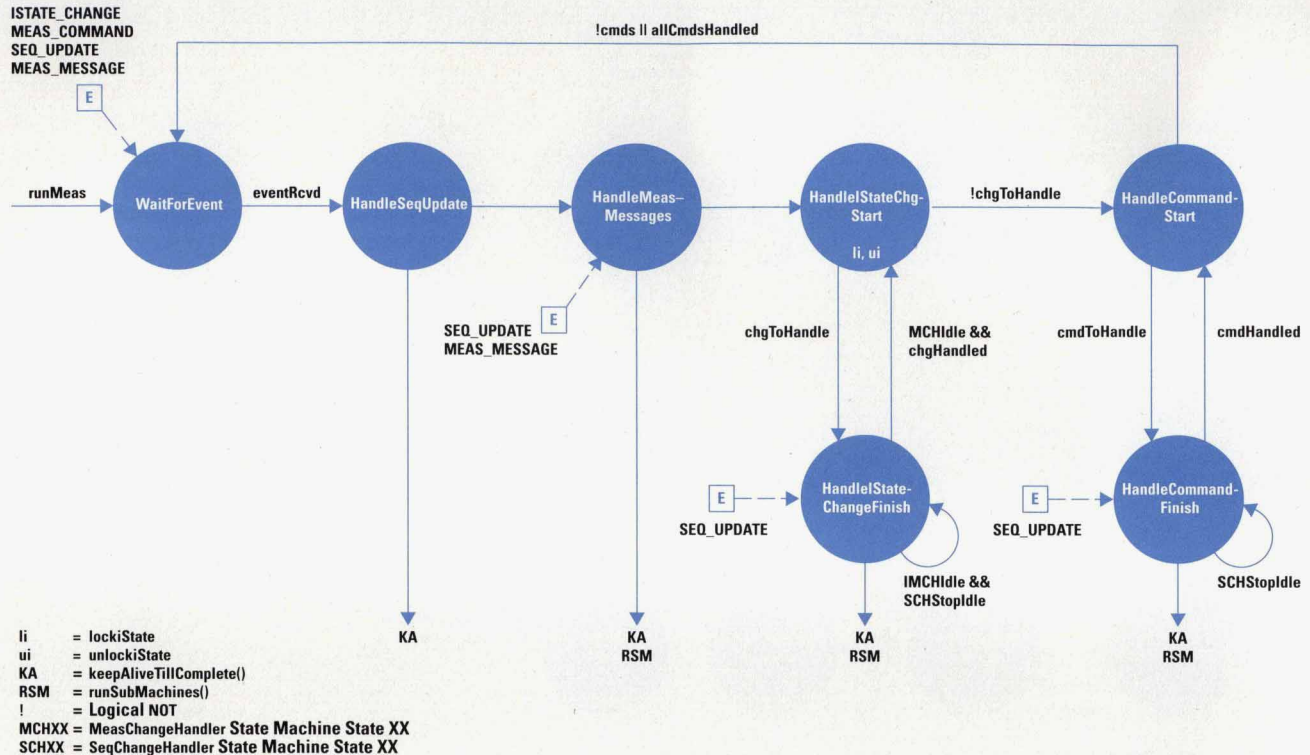 ISTATE_CHANGE
MEAS_COMMAND
SEQ_UPDATE
MEAS_MESSAGE
E
!cmds || allCmdsHandled
runMeas
WaitForEvent
eventRcvd
HandleSeqUpdate
HandleMeas–
Messages
HandleIStateChg-
Start
li, ui
!chgToHandle
HandleCommand-
Start
SEQ_UPDATE
MEAS_MESSAGE
E
chgToHandle
MCHIdle &&
chgHandled
cmdToHandle
cmdHandled
E
SEQ_UPDATE
HandleIState-
ChangeFinish
IMCHIdle &&
SCHStopIdle
E
SEQ_UPDATE
HandleCommand-
Finish
SCHStopIdle
KA
KA
RSM
KA
RSM
KA
RSM
li = lockiState
ui = unlockiState
KA = keepAliveTillComplete()
RSM = runSubMachines()
! = Logical NOT
MCHXX = MeasChangeHandler State Machine State XX
SCHXX = SeqChangeHandler State Machine State XX